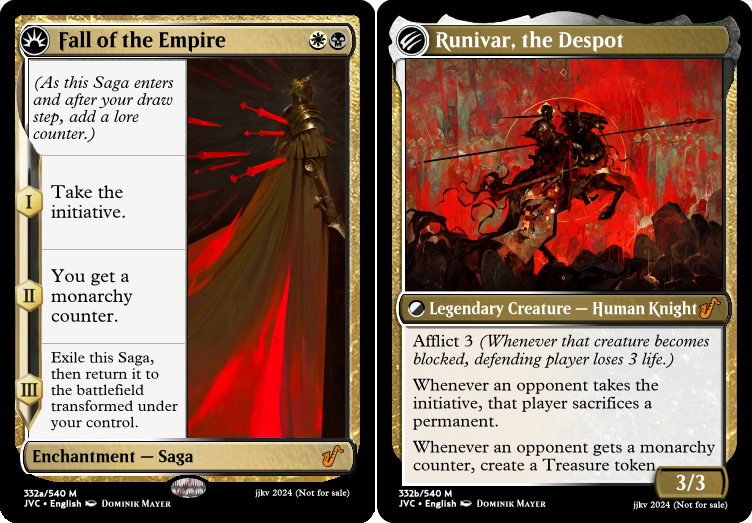 Fall of the Empire
(As this Saga enters
and after your draw
step, add a lore
counter.)
I
Take the
initiative.
II
You get a
monarchy
counter.
III
Exile this Saga,
then return it to
the battlefield
transformed under
your control.
Enchantment — Saga
332a/540 M
JVC • English DOMINIK MAYER
jjkv 2024 (Not for sale)
Runivar, the Despot
Legendary Creature — Human Knight
Afflict 3 (Whenever that creature becomes
blocked, defending player loses 3 life.)
Whenever an opponent takes the
initiative, that player sacrifices a
permanent.
Whenever an opponent gets a monarchy
counter, create a Treasure token.
3/3
332b/540 M
JVC • English DOMINIK MAYER
jjkv 2024 (Not for sale)